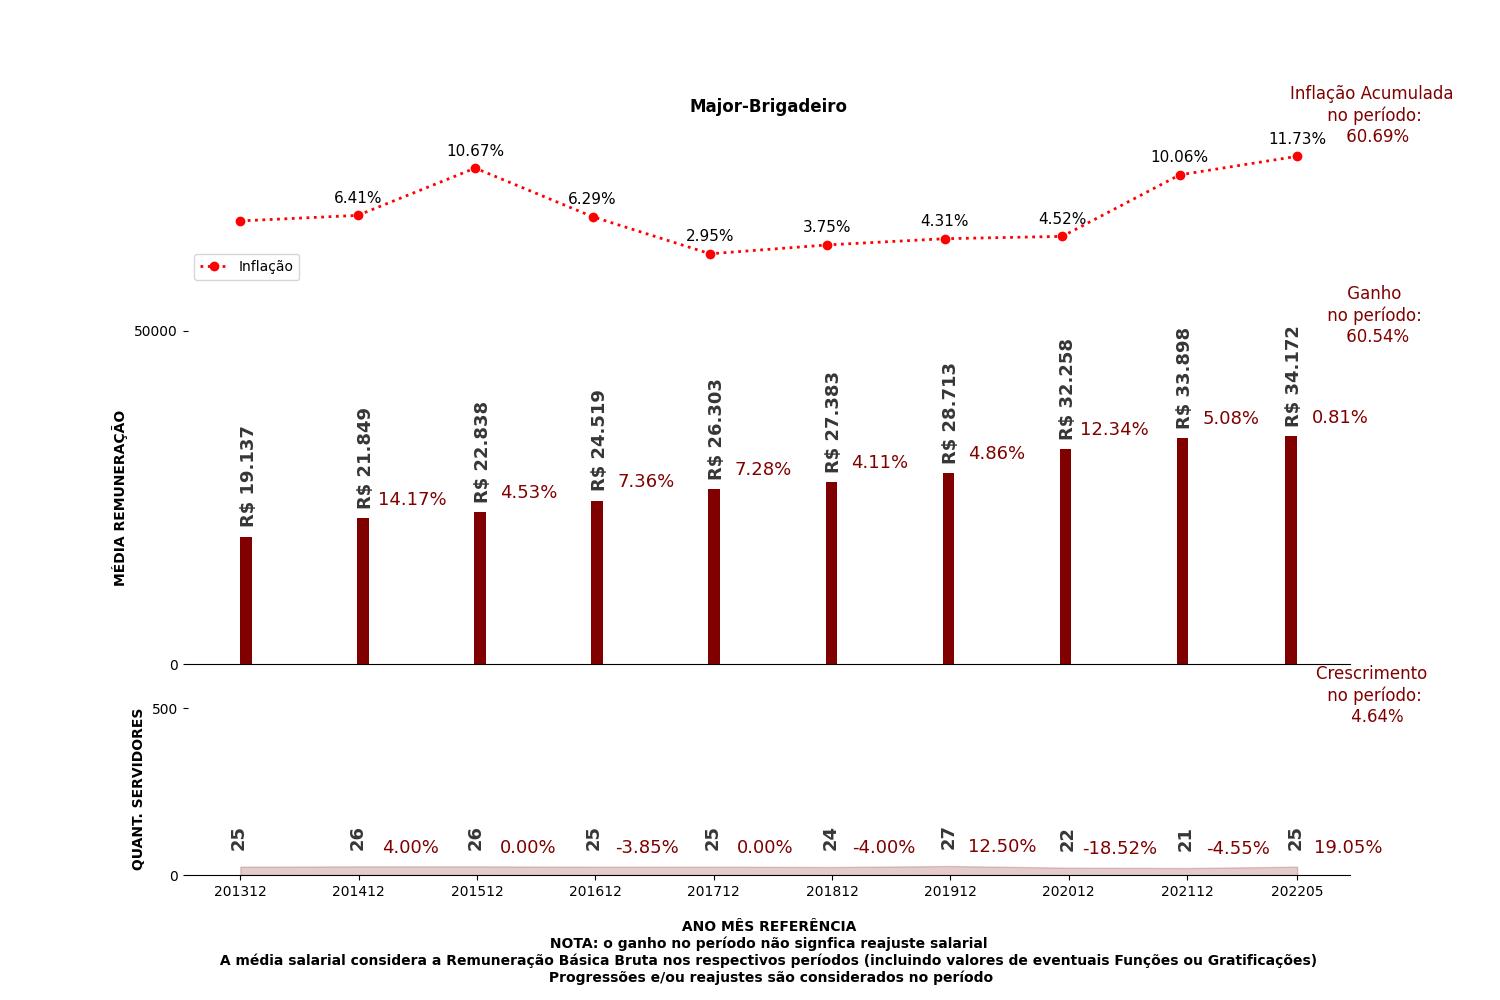 Major-Brigadeiro
Inflação Acumulada
no período:
60.69%
6.41%
10.67%
6.29%
2.95%
3.75%
4.31%
4.52%
10.06%
11.73%
Inflação
Ganho
no período:
60.54%
50000
0
MÉDIA REMUNERAÇÃO
R$ 19.137
R$ 21.849
R$ 22.838
R$ 24.519
R$ 26.303
R$ 27.383
R$ 28.713
R$ 32.258
R$ 33.898
R$ 34.172
14.17%
4.53%
7.36%
7.28%
4.11%
4.86%
12.34%
5.08%
0.81%
Crescrimento
no período:
4.64%
500
0
QUANT. SERVIDORES
25
26
26
25
25
24
27
22
21
25
4.00%
0.00%
-3.85%
0.00%
-4.00%
12.50%
-18.52%
-4.55%
19.05%
201312
201412
201512
201612
201712
201812
201912
202012
202112
202205
ANO MÊS REFERÊNCIA
NOTA: o ganho no período não signfica reajuste salarial
A média salarial considera a Remuneração Básica Bruta nos respectivos períodos (incluindo valores de eventuais Funções ou Gratificações)
Progressões e/ou reajustes são considerados no período